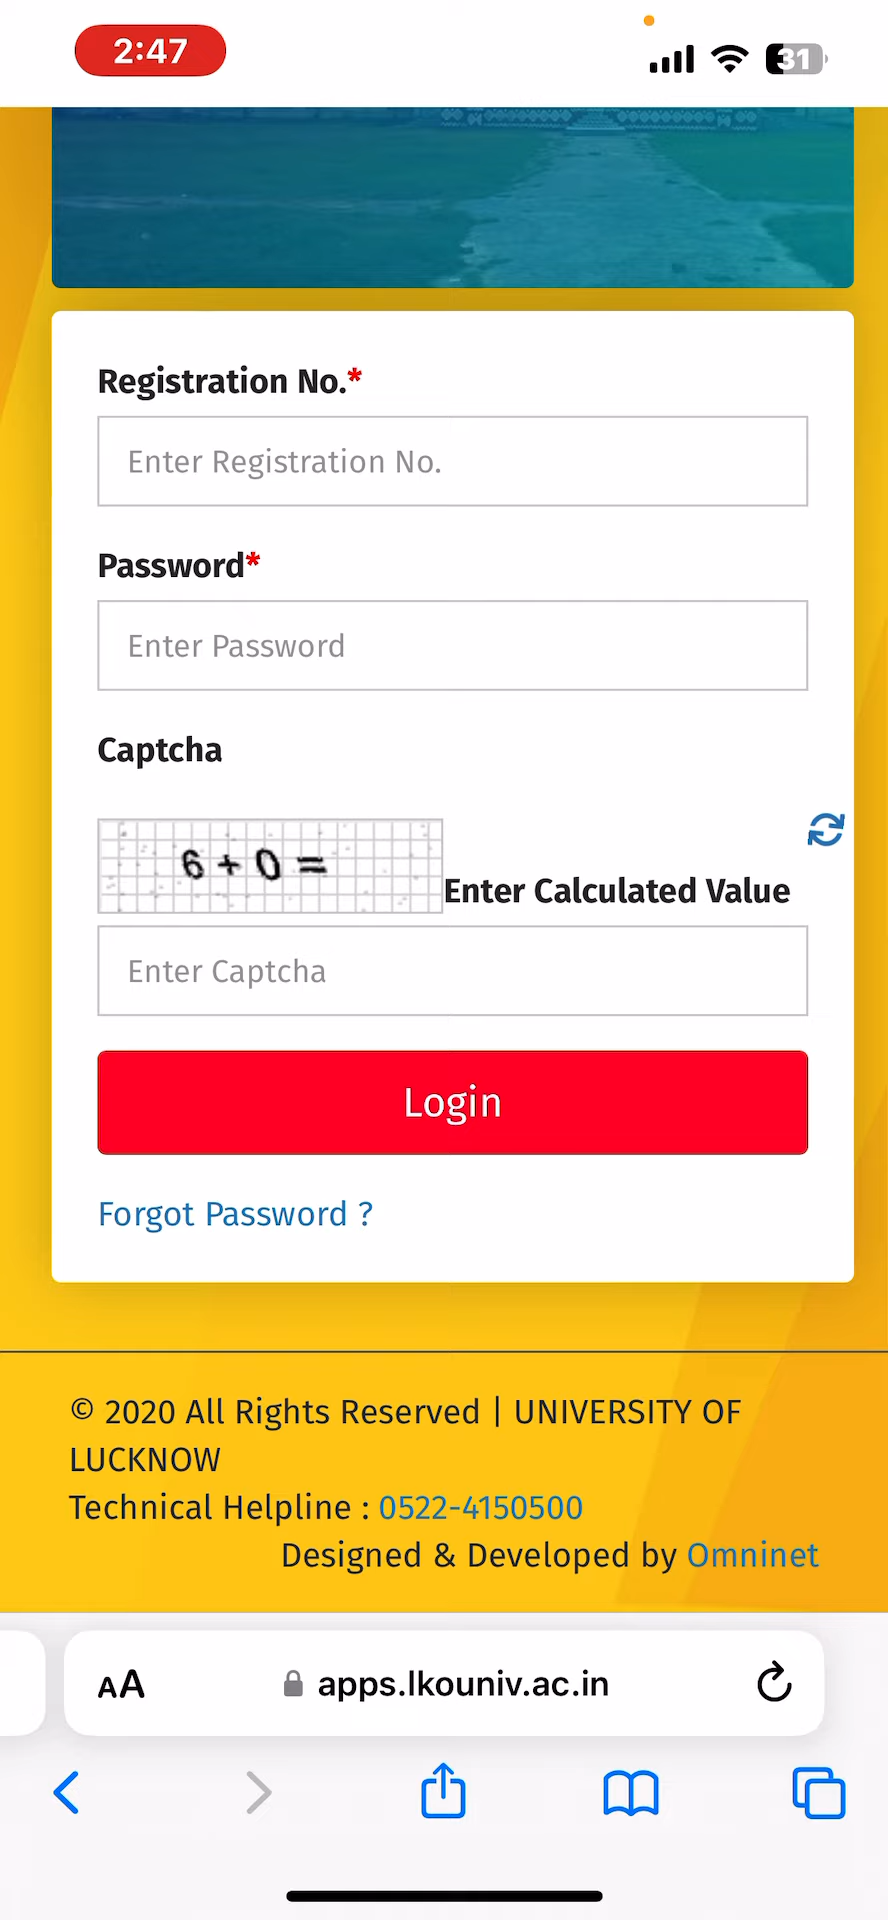 2:47
31
Registration No.*
Enter Registration No.
Password*
Enter Password
Captcha
6 + 0 =
Enter Calculated Value
Enter Captcha
Login
Forgot Password ?
© 2020 All Rights Reserved | UNIVERSITY OF
LUCKNOW
Technical Helpline : 0522-4150500
Designed & Developed by Omninet
AA apps.lkouniv.ac.in